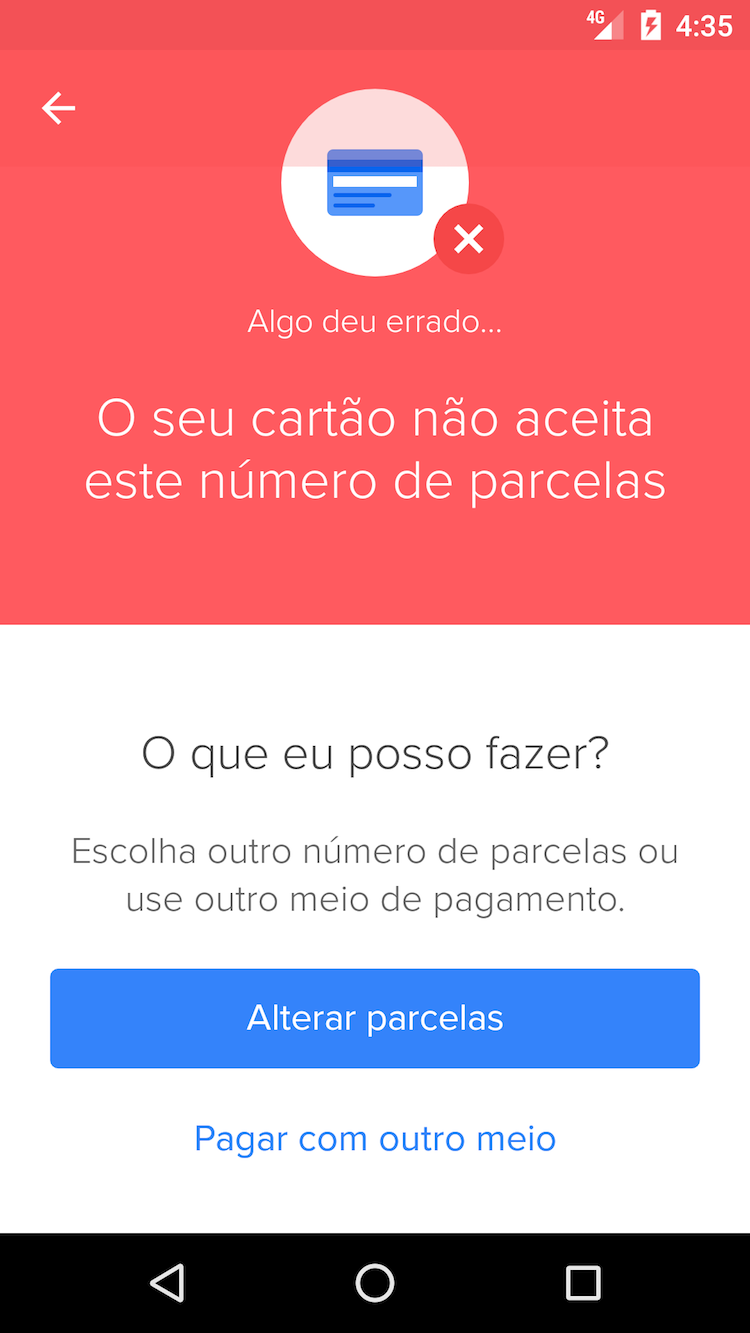 4G 4:35
Algo deu errado...
O seu cartão não aceita
este número de parcelas
O que eu posso fazer?
Escolha outro número de parcelas ou
use outro meio de pagamento.
Alterar parcelas
Pagar com outro meio